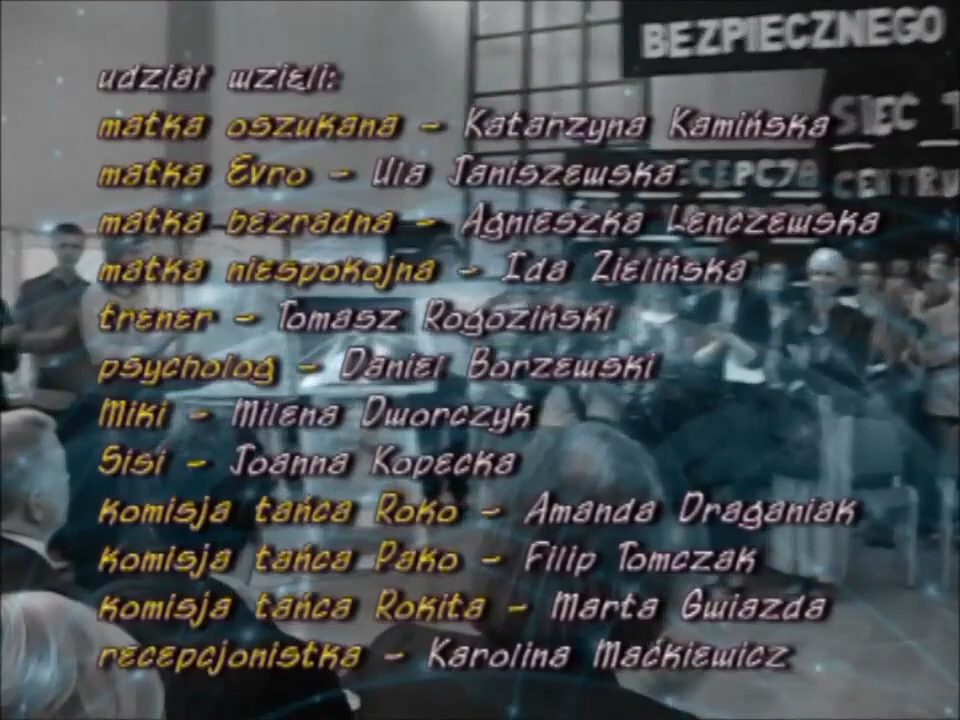 BEZPIECZNEGO
udział wzięli:
matka oszukana - Katarzyna Kamińska
SIEĆ
matka Evro - Ula Janiszewska
CENTRU
matka bezradna - Agnieszka Lenczewska
matka niespokojna - Ida Zielińska
trener - Tomasz Rogoziński
psycholog - Daniel Borzewski
Miki - Milena Dworczyk
Sisi - Joanna Kopecka
komisja tańca Roko - Amanda Draganiak
komisja tańca Pako - Filip Tomczak
komisja tańca Rokita - Marta Gwiazda
recepcjonistka - Karolina Maćkiewicz